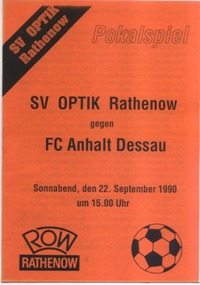 SV OPTIK
Rathenow
Pokalspiel
SV OPTIK Rathenow
gegen
FC Anhalt Dessau
Sonnabend, den 22. September 1990
um 15.00 Uhr
ROW
RATHENOW